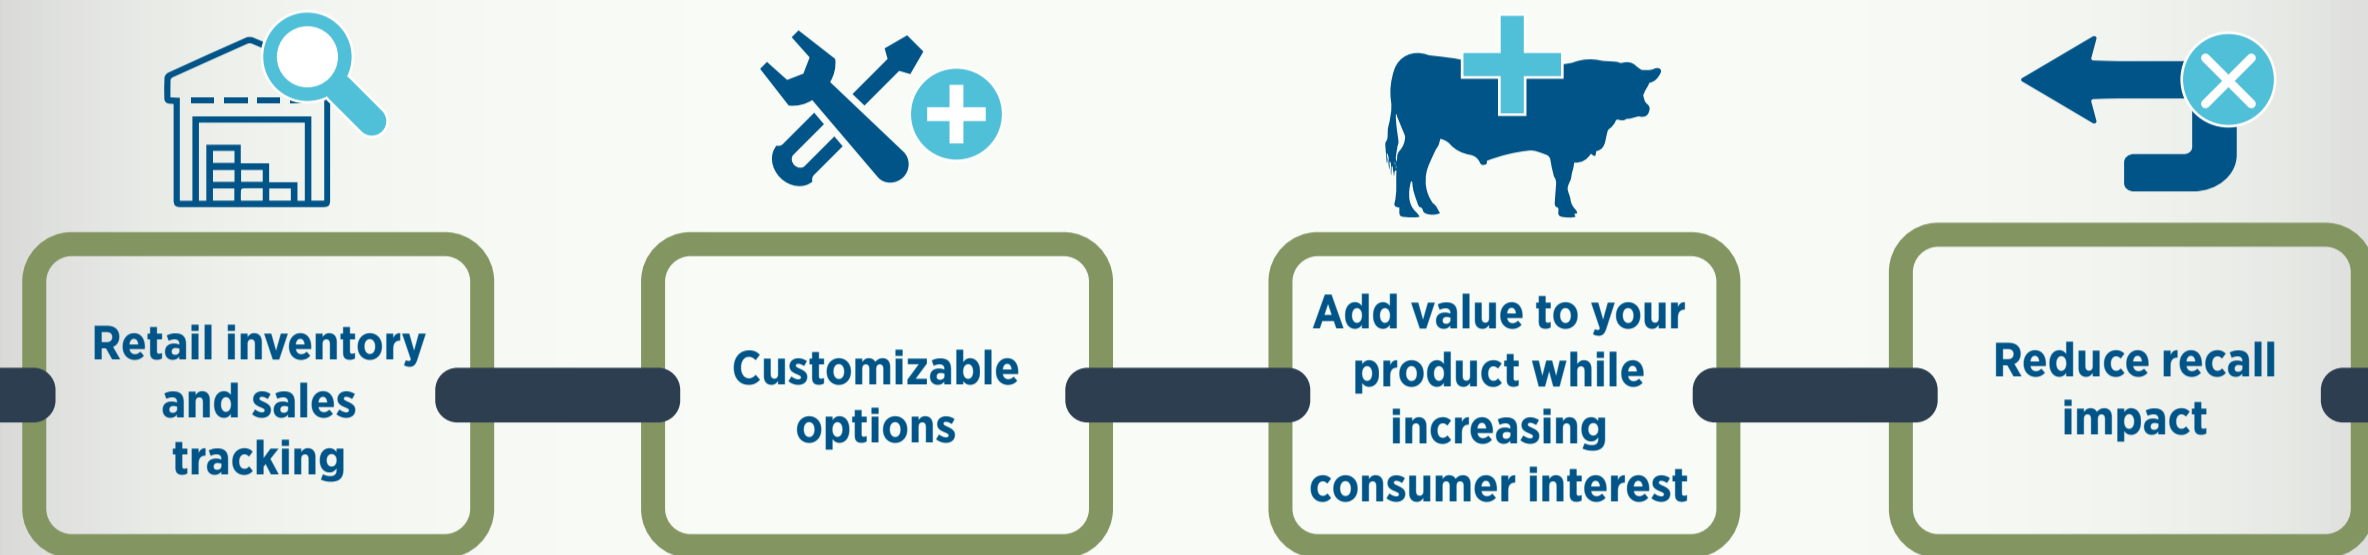 Retail inventory
and sales
tracking
Customizable
options
Add value to your
product while
increasing
consumer interest
Reduce recall
impact